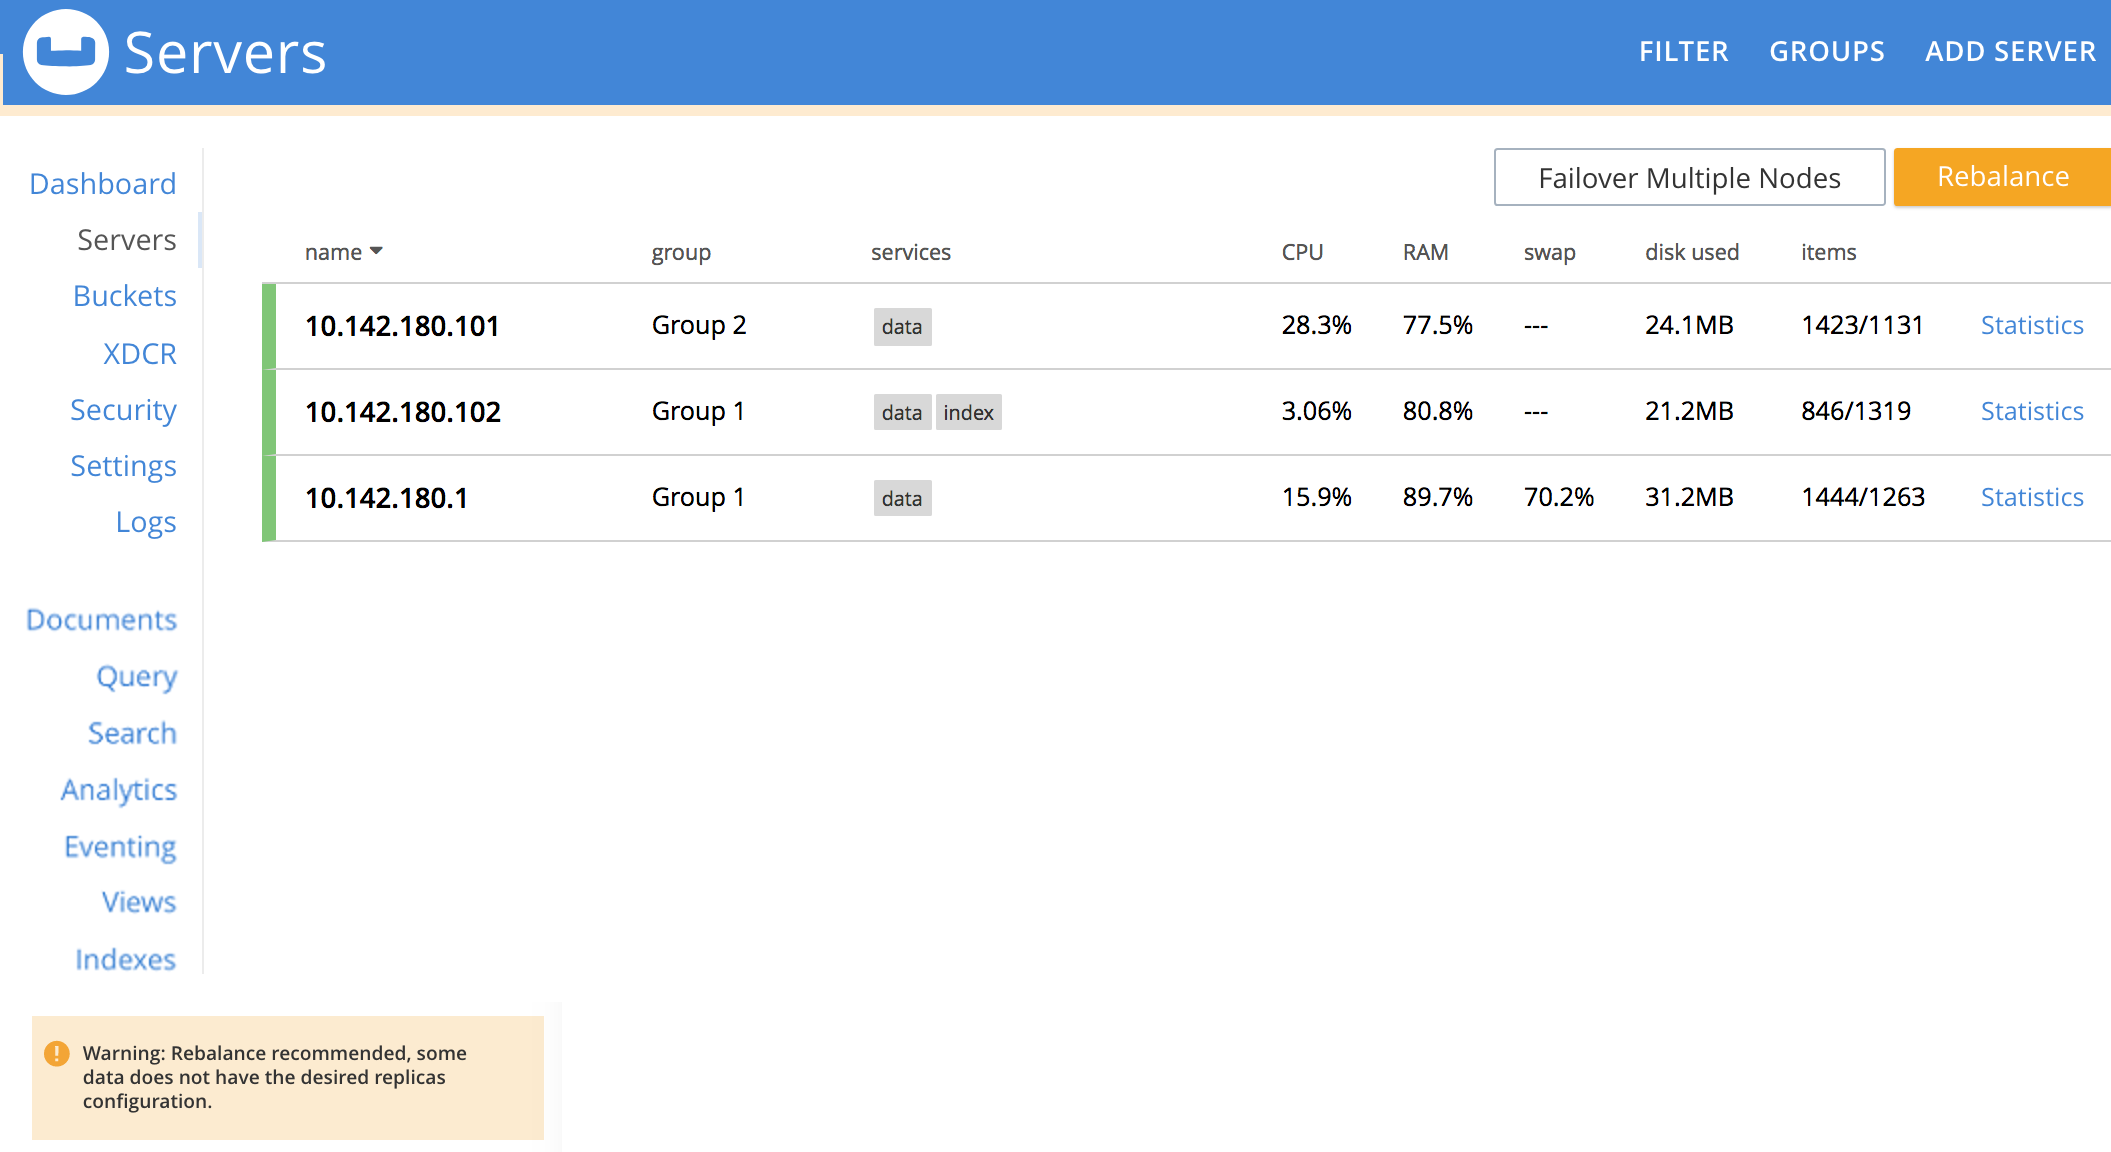 Servers
FILTER GROUPS ADD SERVER
Failover Multiple Nodes Rebalance
Dashboard
Servers
Buckets
XDCR
Security
Settings
Logs
Documents
Query
Search
Analytics
Eventing
Views
Indexes
name group services CPU RAM swap disk used items
10.142.180.101 Group 2 data 28.3% 77.5% --- 24.1MB 1423/1131 Statistics
10.142.180.102 Group 1 data index 3.06% 80.8% --- 21.2MB 846/1319 Statistics
10.142.180.1 Group 1 data 15.9% 89.7% 70.2% 31.2MB 1444/1263 Statistics
Warning: Rebalance recommended, some
data does not have the desired replicas
configuration.